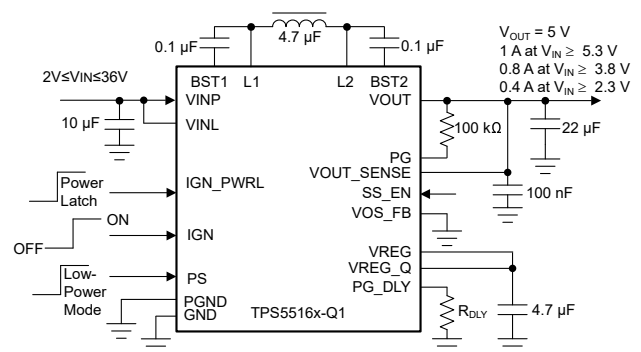 0.1 µF
4.7 µF
0.1 µF
VOUT = 5 V
1 A at VIN ≥ 5.3 V
0.8 A at VIN ≥ 3.8 V
0.4 A at VIN ≥ 2.3 V
BST1
L1
L2
BST2
2V≤VIN≤36V
VINP
VOUT
VINL
10 µF
100 kΩ
22 µF
PG
VOUT_SENSE
Power
Latch
IGN_PWRL
SS_EN
100 nF
VOS_FB
ON
OFF
IGN
VREG
VREG_Q
Low-
Power
Mode
PS
PG_DLY
PGND
GND
TPS5516x-Q1
RDLY
4.7 µF